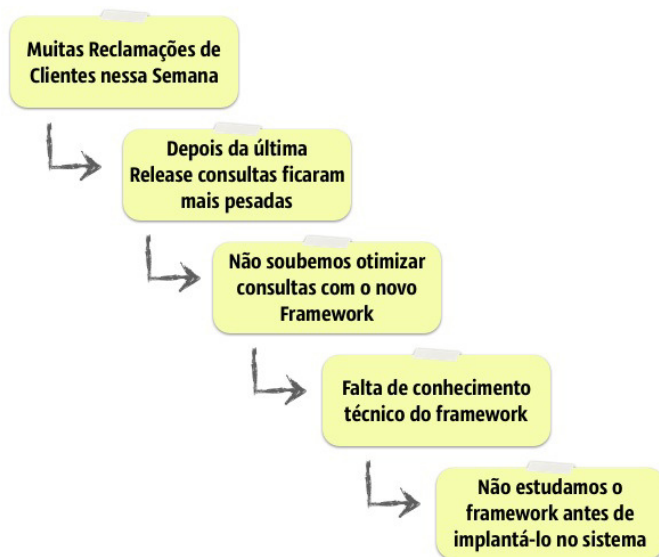 Muitas Reclamações de
Clientes nessa Semana
Depois da última
Release consultas ficaram
mais pesadas
Não soubemos otimizar
consultas com o novo
Framework
Falta de conhecimento
técnico do framework
Não estudamos o
framework antes de
implantá-lo no sistema